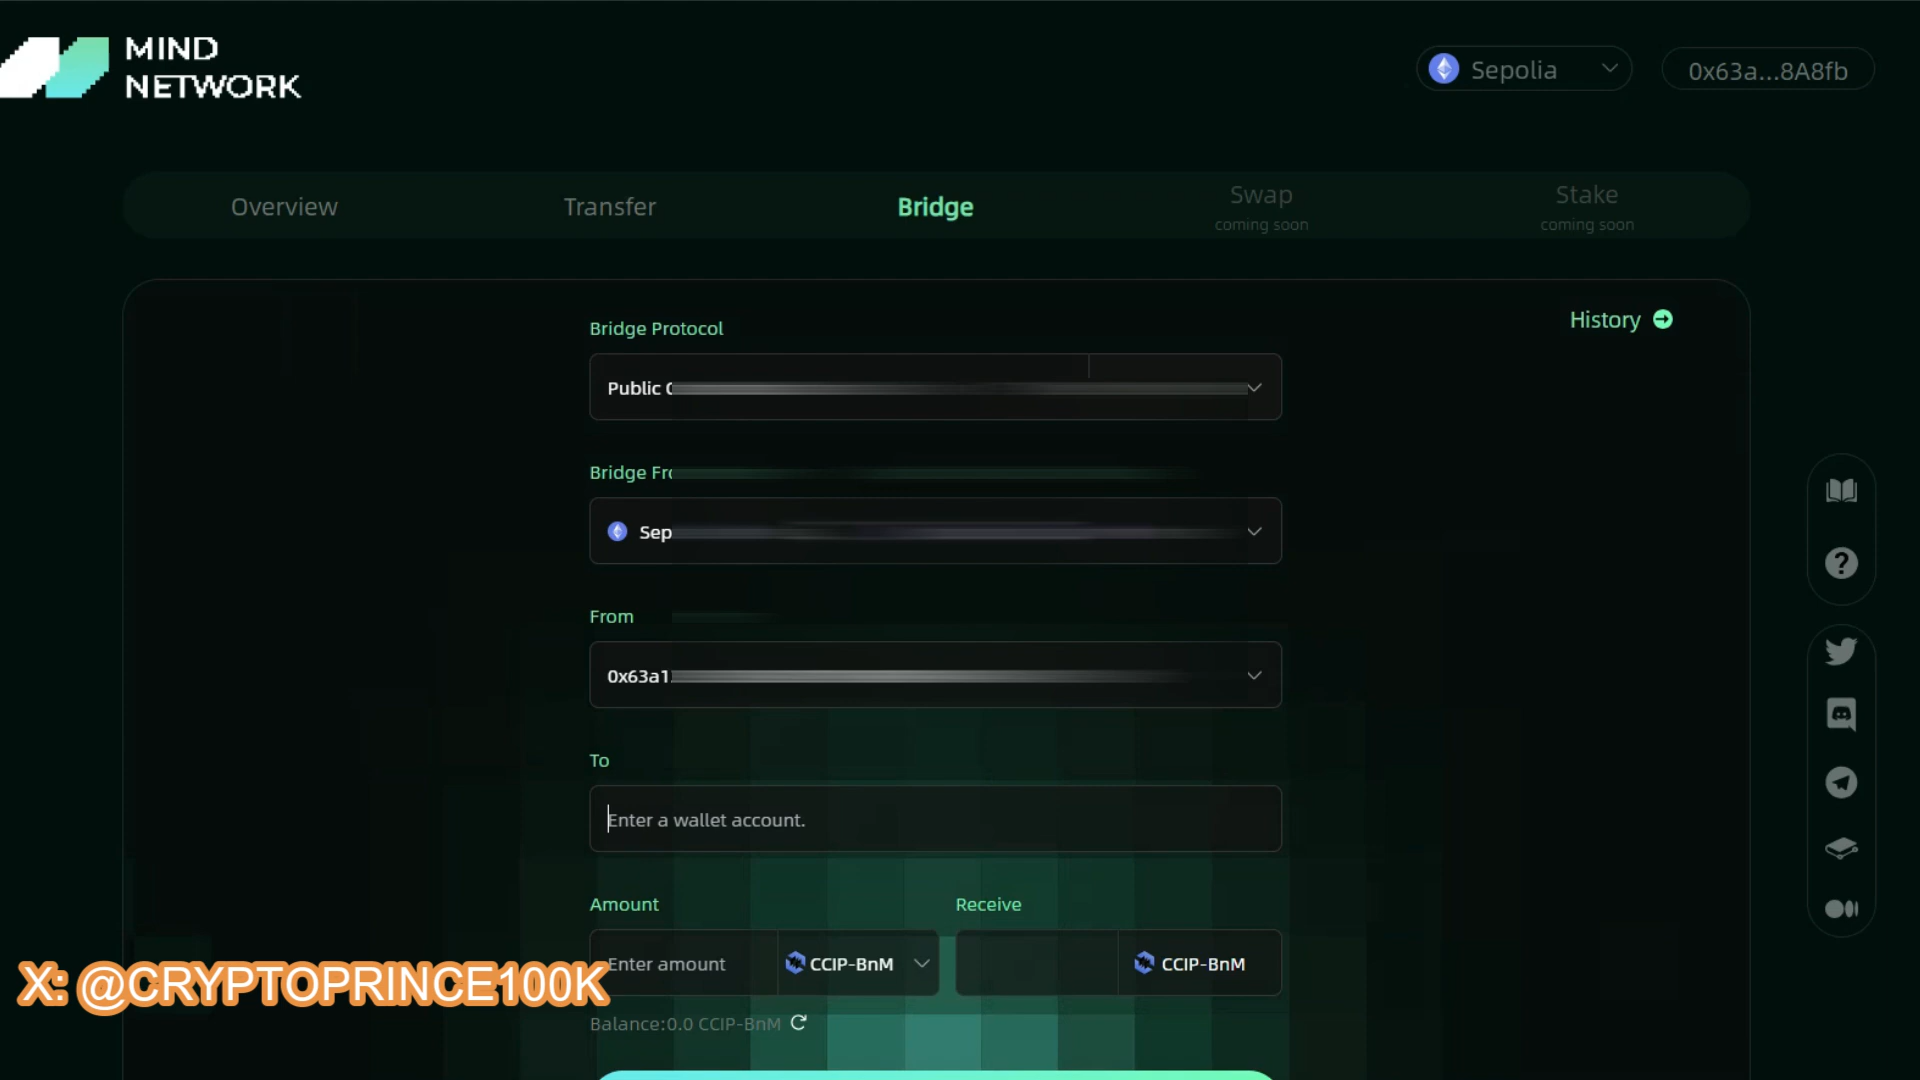 MIND
NETWORK
Sepolia
0x63a...8A8fb
Overview
Transfer
Bridge
Swap
coming soon
Stake
coming soon
History
Bridge Protocol
Public
Bridge
Sep
From
0x63a1
To
Enter a wallet account.
Amount
Receive
Enter amount
CCIP-BnM
CCIP-BnM
Balance:0.0 CCIP-BnM
X: @CRYPTOPRINCE100K